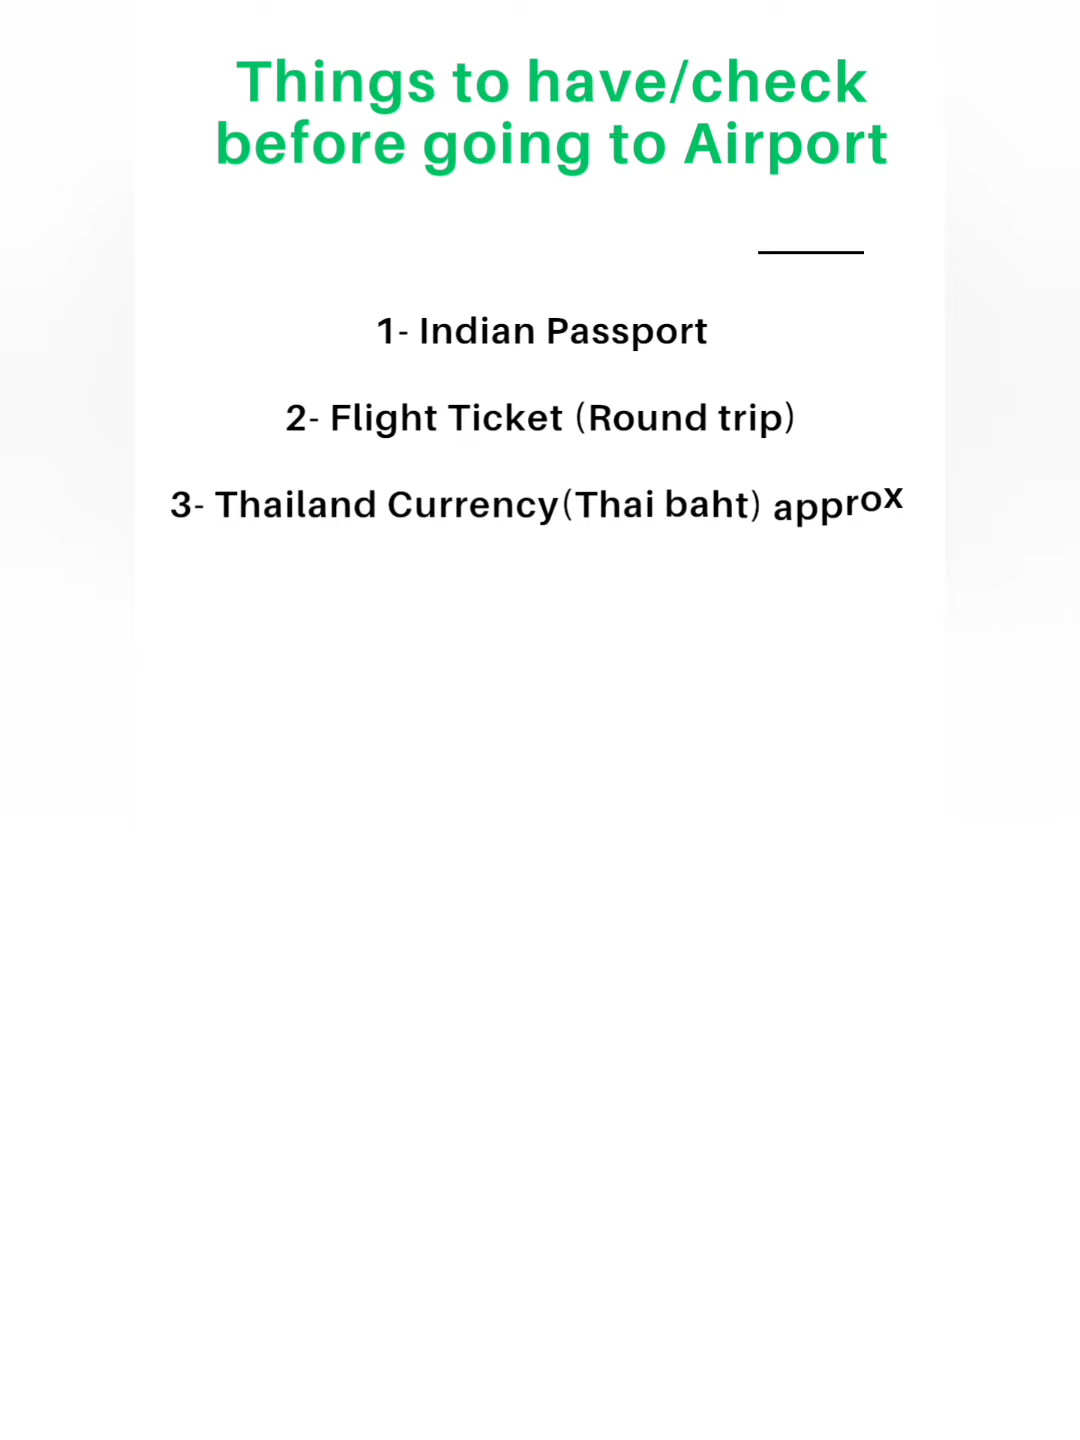 Things to have/check
before going to Airport
1- Indian Passport
2- Flight Ticket (Round trip)
3- Thailand Currency(Thai baht) approx